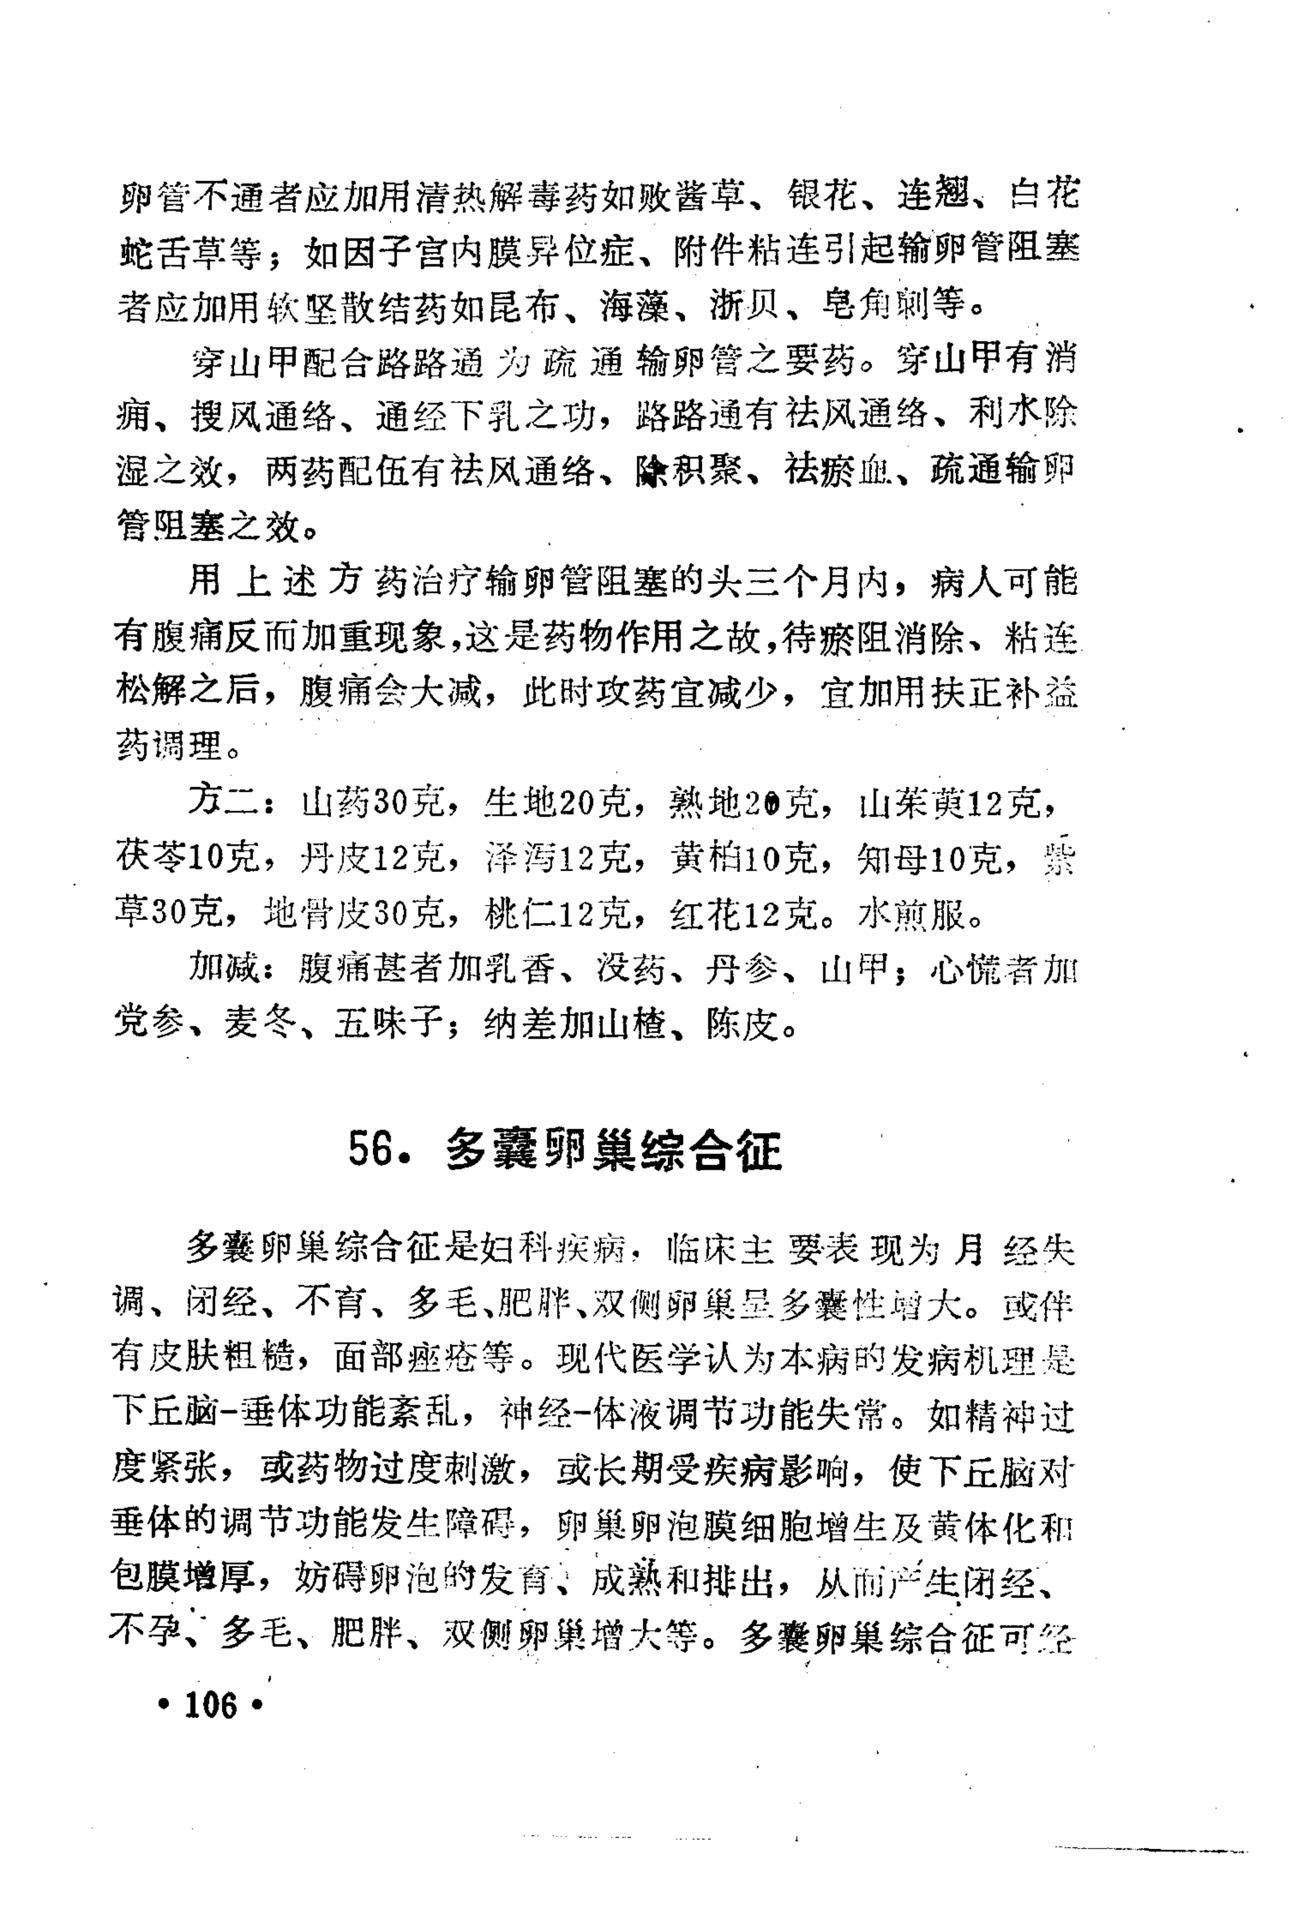 卵管不通者应加用清热解毒药如败酱草、银花、连翘、白花
蛇舌草等；如因子宫内膜异位症、附件粘连引起输卵管阻塞
者应加用软坚散结药如昆布、海藻、浙贝、皂角刺等。
穿山甲配合路路通为疏通输卵管之要药。穿山甲有消
痈、搜风通络、通经下乳之功，路路通有祛风通络、利水除
湿之效，两药配伍有祛风通络、除积聚、祛瘀血、疏通输卵
管阻塞之效。
用上述方药治疗输卵管阻塞的头三个月内，病人可能
有腹痛反而加重现象，这是药物作用之故，待瘀阻消除、粘连
松解之后，腹痛会大减，此时攻药宜减少，宜加用扶正补益
药调理。
方二：山药30克，生地20克，熟地20克，山茱萸12克，
茯苓10克，丹皮12克，泽泻12克，黄柏10克，知母10克，紫
草30克，地骨皮30克，桃仁12克，红花12克。水煎服。
加减：腹痛甚者加乳香、没药、丹参、山甲；心慌者加
党参、麦冬、五味子；纳差加山楂、陈皮。
56．多囊卵巢综合征
多囊卵巢综合征是妇科疾病，临床主要表现为月经失
调、闭经、不育、多毛、肥胖、双侧卵巢呈多囊性增大。或伴
有皮肤粗糙，面部痤疮等。现代医学认为本病的发病机理是
下丘脑-垂体功能紊乱，神经-体液调节功能失常。如精神过
度紧张，或药物过度刺激，或长期受疾病影响，使下丘脑对
垂体的调节功能发生障碍，卵巢卵泡膜细胞增生及黄体化和
包膜增厚，妨碍卵泡的发育、成熟和排出，从而产生闭经、
不孕、多毛、肥胖、双侧卵巢增大等。多囊卵巢综合征可经
·106·